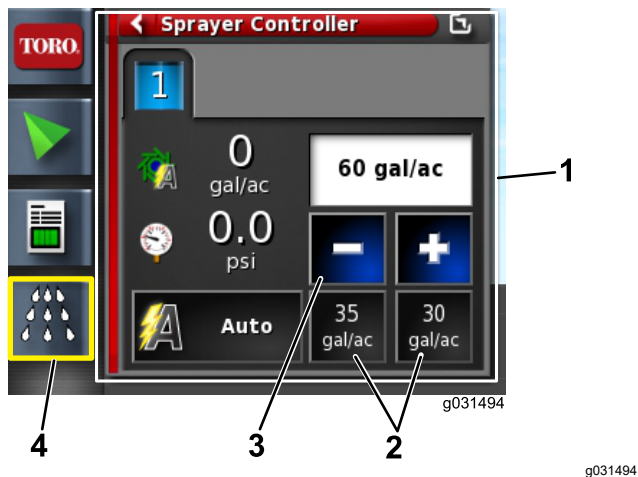 TORO.
Sprayer Controller
1
0
gal/ac
60 gal/ac
1
0.0
psi
A Auto
35
gal/ac
30
gal/ac
g031494
4
3
2
g031494